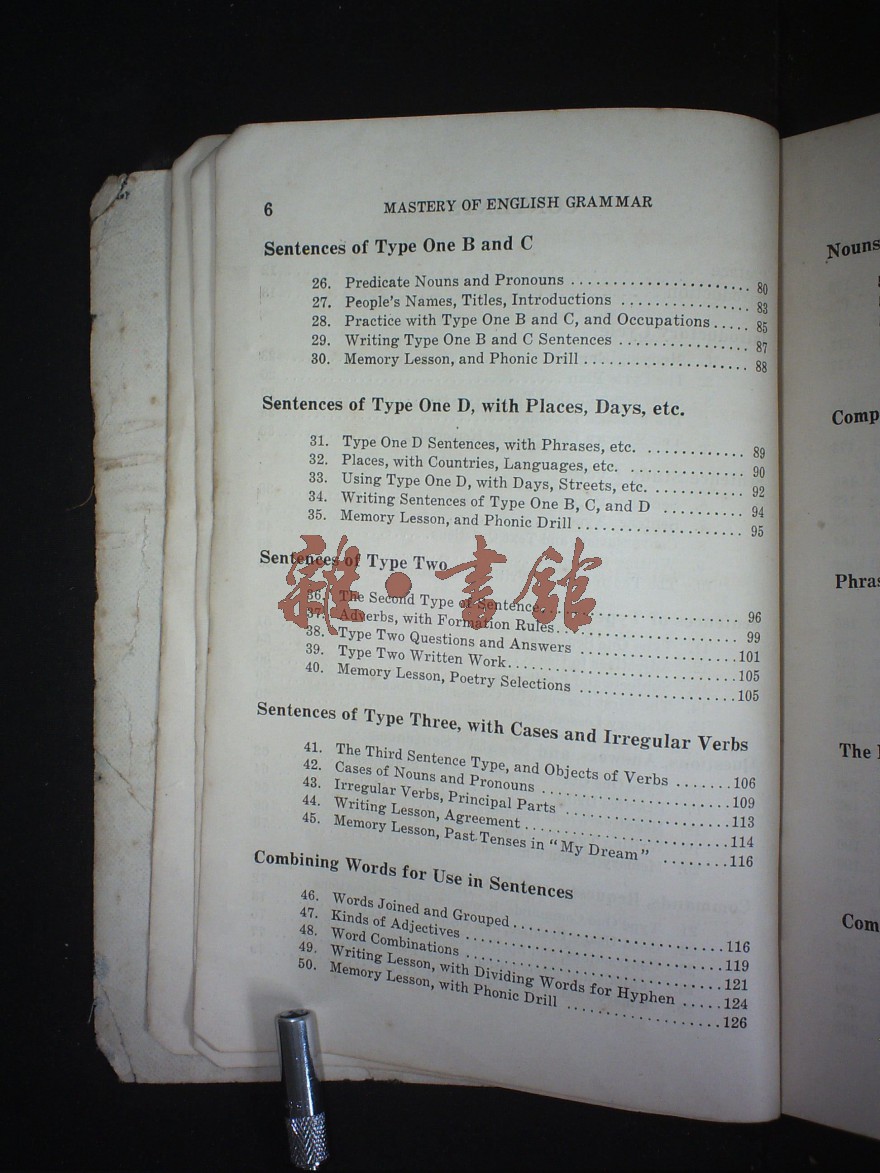 6 MASTERY OF ENGLISH GRAMMAR
Sentences of Type One B and C
26. Predicate Nouns and Pronouns ...................... 80
27. People's Names, Titles, Introductions ................ 83
28. Practice with Type One B and C, and Occupations ..... 85
29. Writing Type One B and C Sentences ................ 87
30. Memory Lesson, and Phonic Drill .................... 88
Sentences of Type One D, with Places, Days, etc.
31. Type One D Sentences, with Phrases, etc. ............ 89
32. Places, with Countries, Languages, etc. .............. 90
33. Using Type One D, with Days, Streets, etc. ........... 92
34. Writing Sentences of Type One B, C, and D .......... 94
35. Memory Lesson, and Phonic Drill .................... 95
Sentences of Type Two
36. The Second Type of Sentence ........................ 96
37. Adverbs, with Formation Rules ...................... 99
38. Type Two Questions and Answers ................... 101
39. Type Two Written Work ........................... 105
40. Memory Lesson, Poetry Selections ................... 105
Sentences of Type Three, with Cases and Irregular Verbs
41. The Third Sentence Type, and Objects of Verbs ....... 106
42. Cases of Nouns and Pronouns ....................... 109
43. Irregular Verbs, Principal Parts .................... 113
44. Writing Lesson, Agreement ......................... 114
45. Memory Lesson, Past Tenses in "My Dream" ........ 116
Combining Words for Use in Sentences
46. Words Joined and Grouped ......................... 116
47. Kinds of Adjectives ............................... 119
48. Word Combinations ............................... 121
49. Writing Lesson, with Dividing Words for Hyphen ..... 124
50. Memory Lesson, with Phonic Drill ................... 126
雜·書館
Nouns
Comp
Phras
The
Com